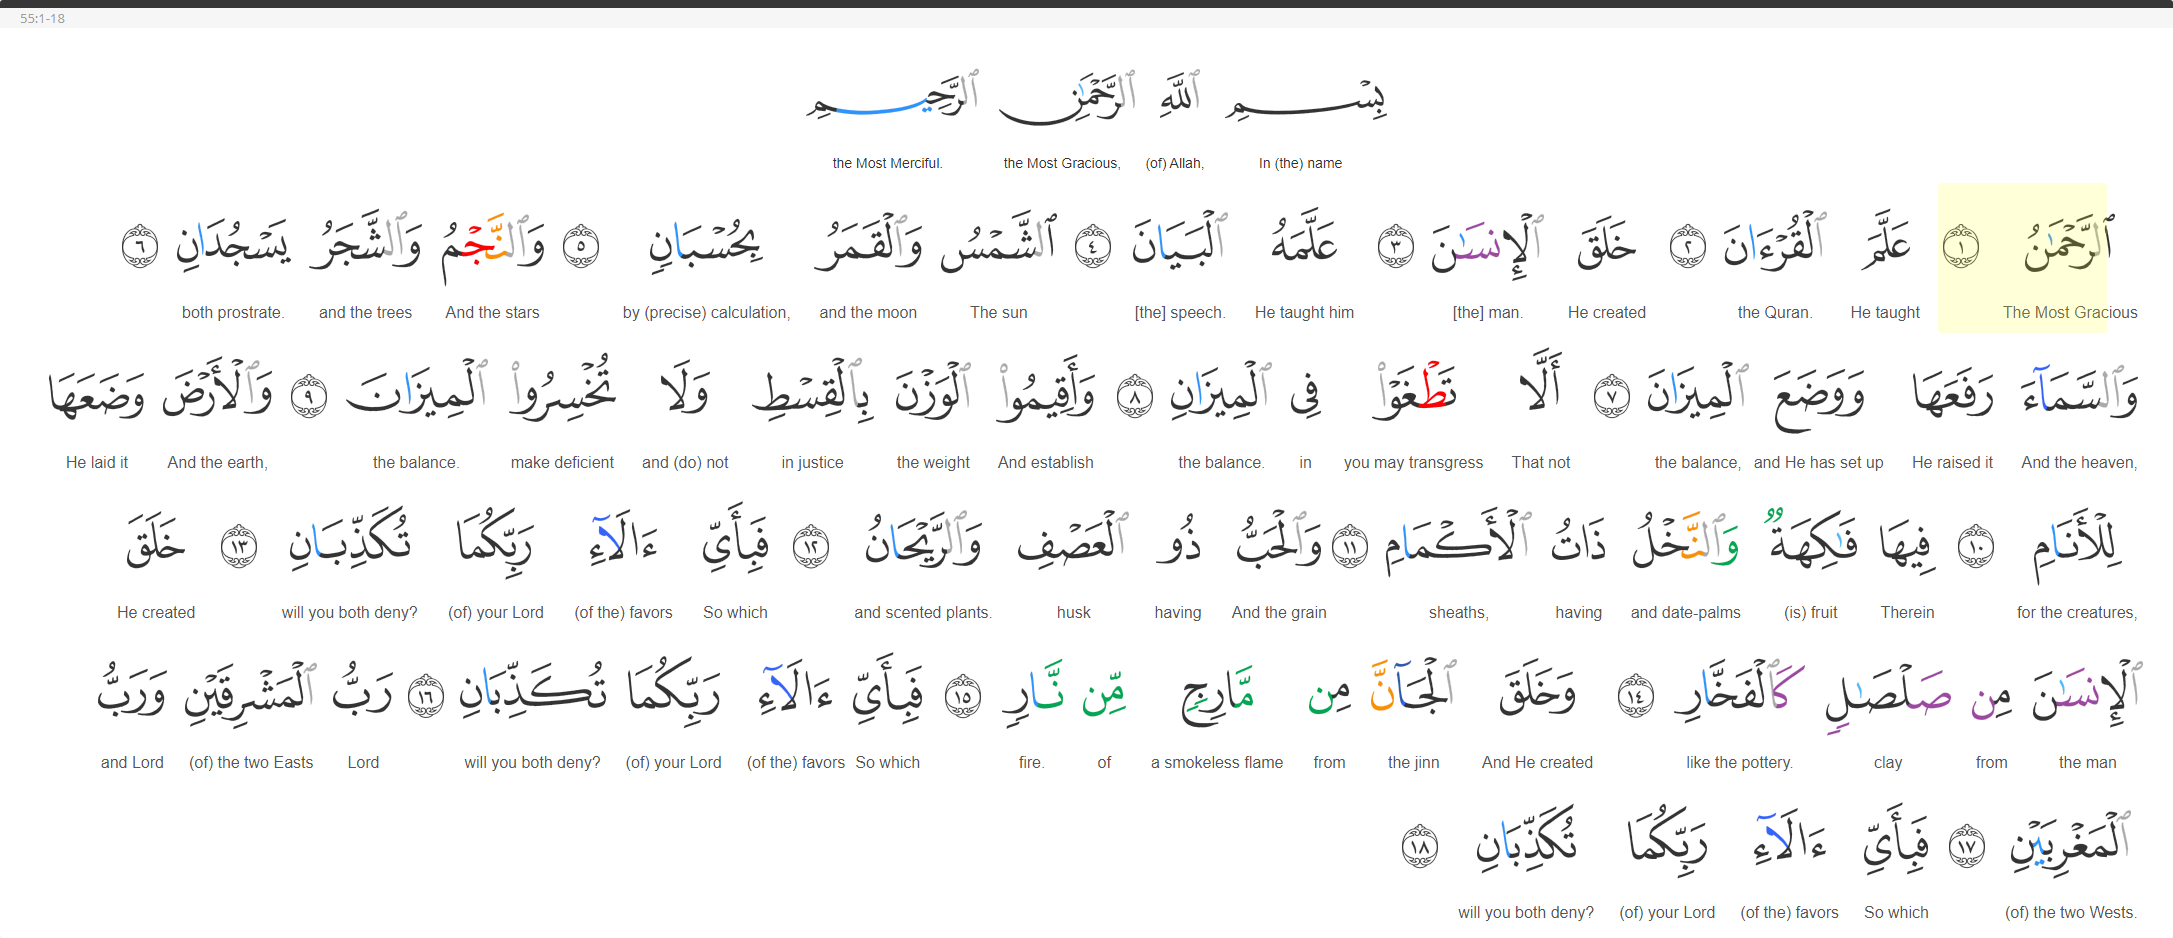 55:1-18
بِسْمِ ٱللَّهِ ٱلرَّحْمَٰنِ ٱلرَّحِيمِ
In (the) name (of) Allah, the Most Gracious, the Most Merciful.
ٱلرَّحْمَٰنُ ١ عَلَّمَ ٱلْقُرْءَانَ ٢ خَلَقَ ٱلْإِنسَٰنَ ٣ عَلَّمَهُ ٱلْبَيَانَ ٤ ٱلشَّمْسُ وَٱلْقَمَرُ بِحُسْبَانٍ ٥ وَٱلنَّجْمُ وَٱلشَّجَرُ يَسْجُدَانِ ٦
The Most Gracious He taught the Quran. He created [the] man. He taught him [the] speech. The sun and the moon by (precise) calculation, And the stars and the trees both prostrate.
وَٱلسَّمَآءَ رَفَعَهَا وَوَضَعَ ٱلْمِيزَانَ ٧ أَلَّا تَطْغَوْا۟ فِى ٱلْمِيزَانِ ٨ وَأَقِيمُوا۟ ٱلْوَزْنَ بِٱلْقِسْطِ وَلَا تُخْسِرُوا۟ ٱلْمِيزَانَ ٩ وَٱلْأَرْضَ وَضَعَهَا
And the heaven, He raised it and He has set up the balance, That not you may transgress in the balance. And establish the weight in justice and (do) not make deficient the balance. And the earth, He laid it
لِلْأَنَامِ ١٠ فِيهَا فَٰكِهَةٌ وَٱلنَّخْلُ ذَاتُ ٱلْأَكْمَامِ ١١ وَٱلْحَبُّ ذُو ٱلْعَصْفِ وَٱلرَّيْحَانُ ١٢ فَبِأَىِّ ءَالَآءِ رَبِّكُمَا تُكَذِّبَانِ ١٣ خَلَقَ
for the creatures, Therein (is) fruit and date-palms having sheaths, And the grain having husk and scented plants. So which (of the) favors (of) your Lord will you both deny? He created
ٱلْإِنسَٰنَ مِن صَلْصَٰلٍ كَٱلْفَخَّارِ ١٤ وَخَلَقَ ٱلْجَآنَّ مِن مَّارِجٍ مِّن نَّارٍ ١٥ فَبِأَىِّ ءَالَآءِ رَبِّكُمَا تُكَذِّبَانِ ١٦ رَبُّ ٱلْمَشْرِقَيْنِ وَرَبُّ
the man from clay like the pottery. And He created the jinn from a smokeless flame of fire. So which (of the) favors (of) your Lord will you both deny? Lord (of) the two Easts and Lord
ٱلْمَغْرِبَيْنِ ١٧ فَبِأَىِّ ءَالَآءِ رَبِّكُمَا تُكَذِّبَانِ ١٨
(of) the two Wests. So which (of the) favors (of) your Lord will you both deny?